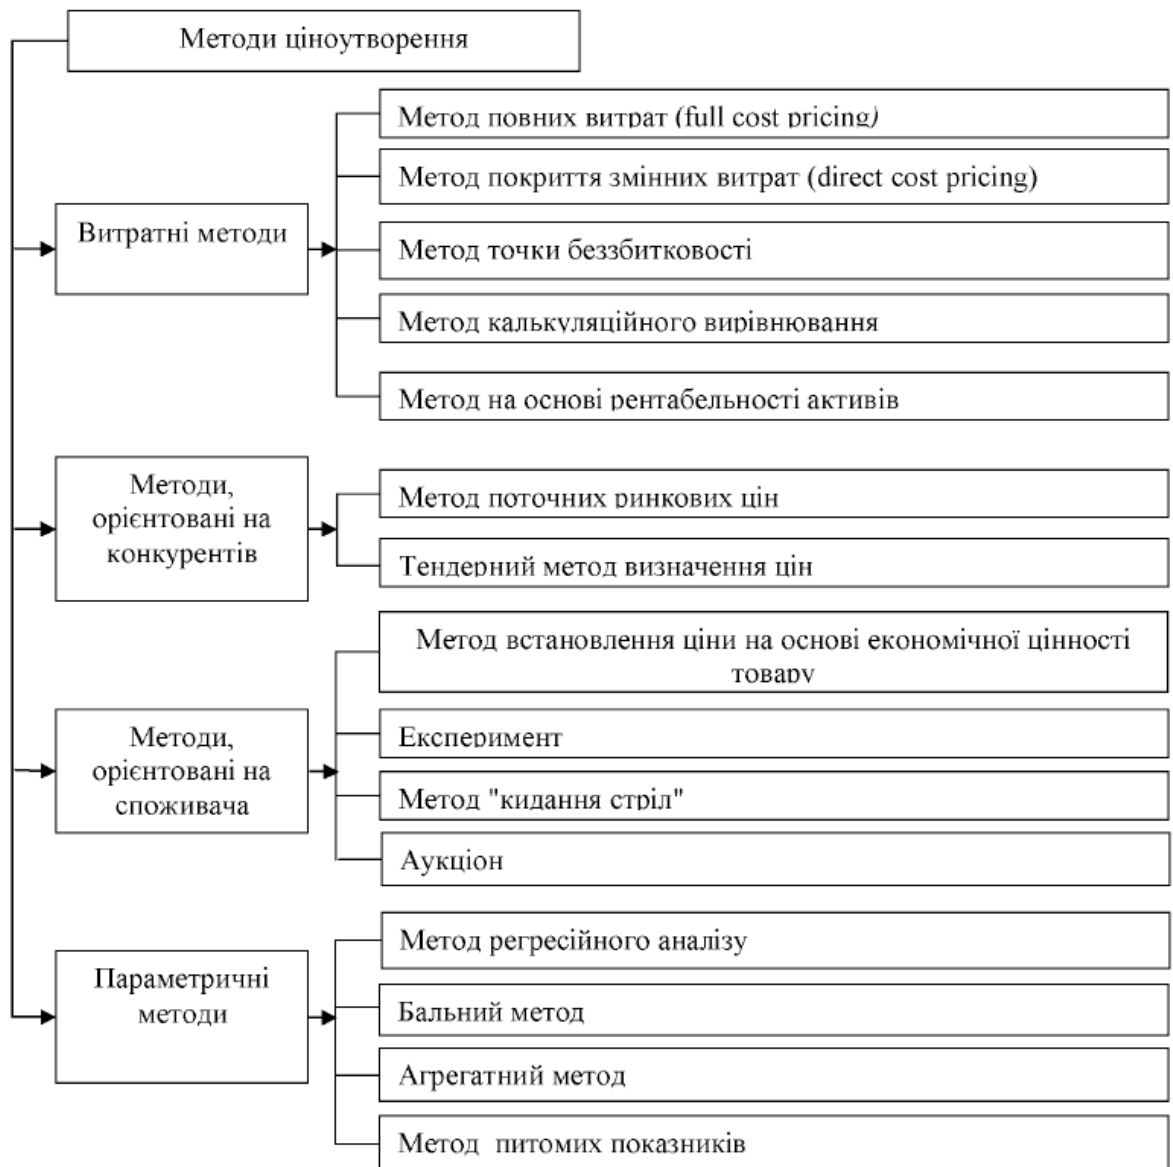 Методи ціноутворення
Витратні методи
Метод повних витрат (full cost pricing)
Метод покриття змінних витрат (direct cost pricing)
Метод точки беззбитковості
Метод калькуляційного вирівнювання
Метод на основі рентабельності активів
Методи,
орієнтовані на
конкурентів
Метод поточних ринкових цін
Тендерний метод визначення цін
Методи,
орієнтовані на
споживача
Метод встановлення ціни на основі економічної цінності
товару
Експеримент
Метод "кидання стріл"
Аукціон
Параметричні
методи
Метод регресійного аналізу
Бальний метод
Агрегатний метод
Метод питомих показників